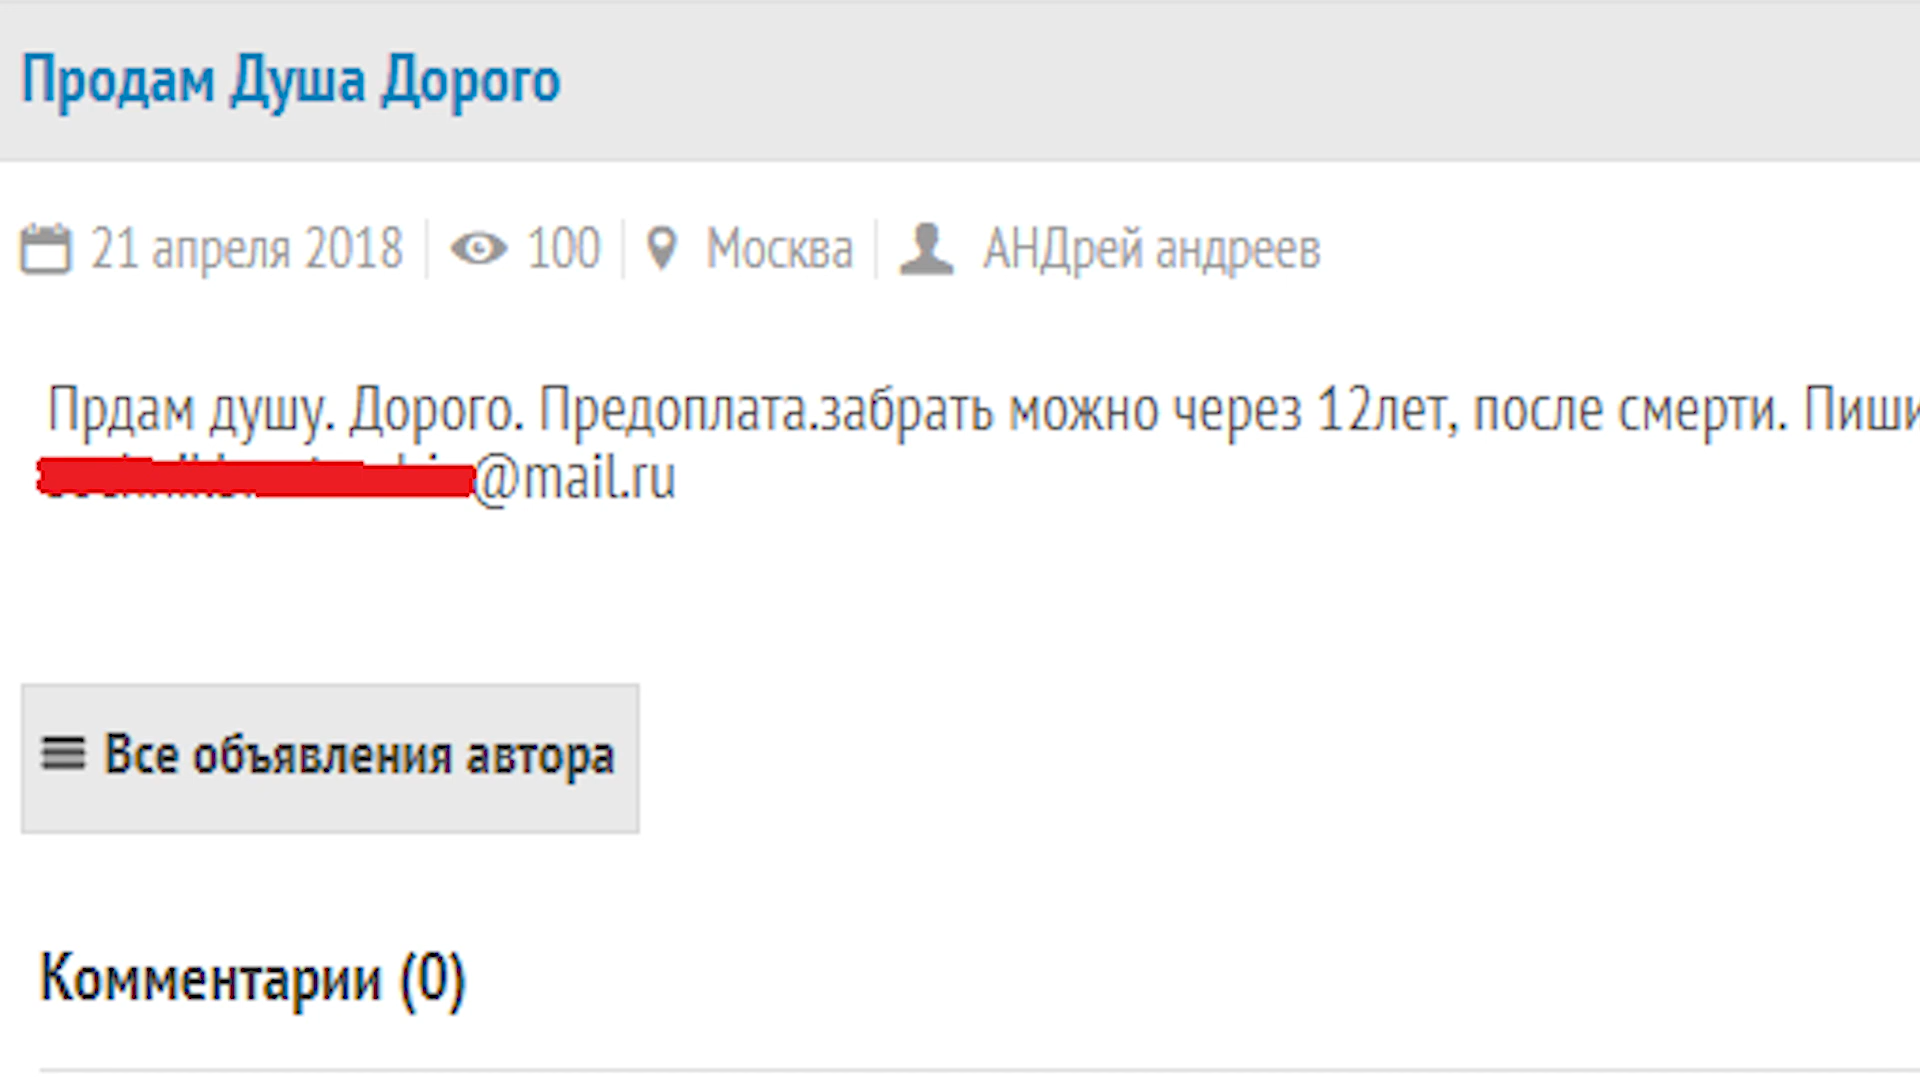 Продам Душа Дорого
21 апреля 2018 100 Москва АНДрей андреев
Прдам душу. Дорого. Предоплата.забрать можно через 12лет, после смерти. Пиши
@mail.ru
Все объявления автора
Комментарии (0)